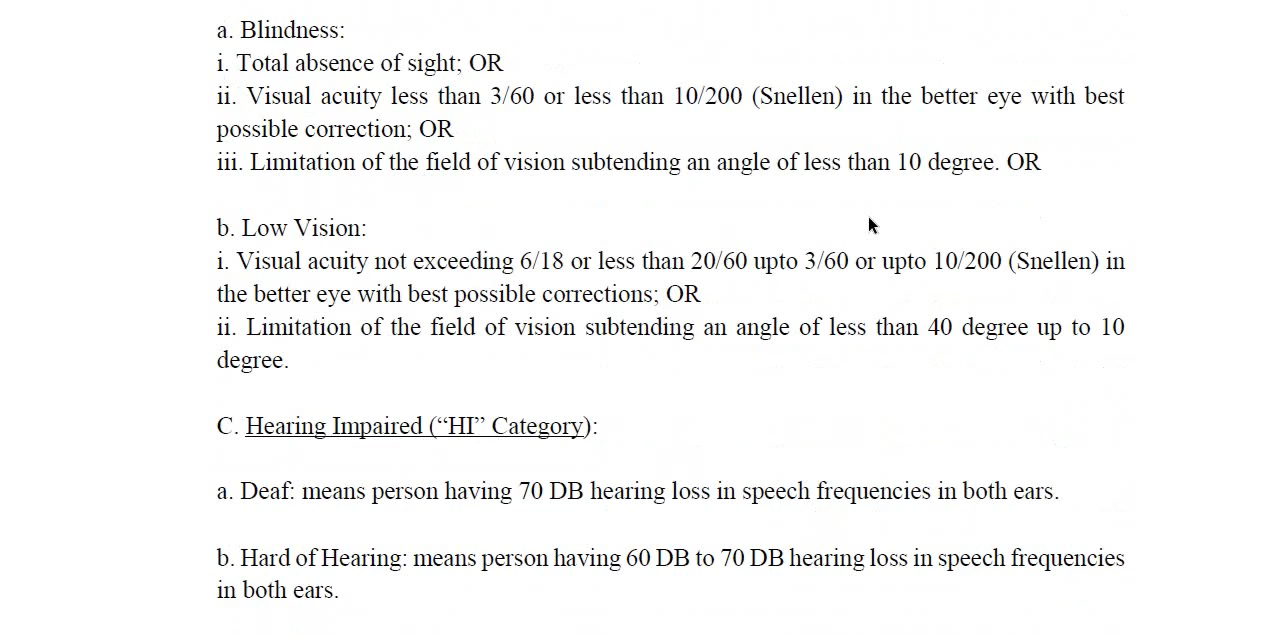 a. Blindness:
i. Total absence of sight; OR
ii. Visual acuity less than 3/60 or less than 10/200 (Snellen) in the better eye with best
possible correction; OR
iii. Limitation of the field of vision subtending an angle of less than 10 degree. OR
b. Low Vision:
i. Visual acuity not exceeding 6/18 or less than 20/60 upto 3/60 or upto 10/200 (Snellen) in
the better eye with best possible corrections; OR
ii. Limitation of the field of vision subtending an angle of less than 40 degree up to 10
degree.
C. Hearing Impaired (“HI” Category):
a. Deaf: means person having 70 DB hearing loss in speech frequencies in both ears.
b. Hard of Hearing: means person having 60 DB to 70 DB hearing loss in speech frequencies
in both ears.